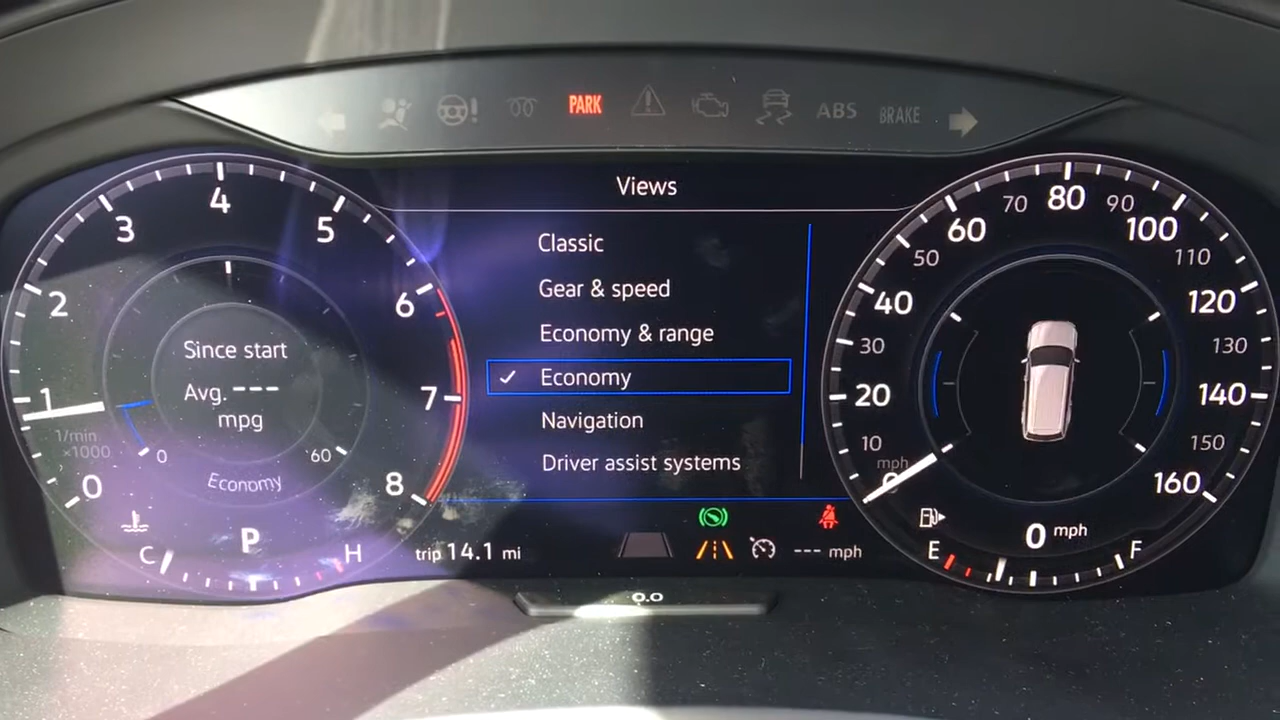 PARK
ABS
BRAKE
Views
Classic
Gear & speed
Economy & range
Economy
Navigation
Driver assist systems
0
1
2
3
4
5
6
7
8
1/min
×1000
Since start
Avg. ---
mpg
0
60
Economy
C
P
H
trip 14.1 mi
--- mph
0
10
20
30
40
50
60
70
80
90
100
110
120
130
140
150
160
mph
E
0 mph
F
0.0